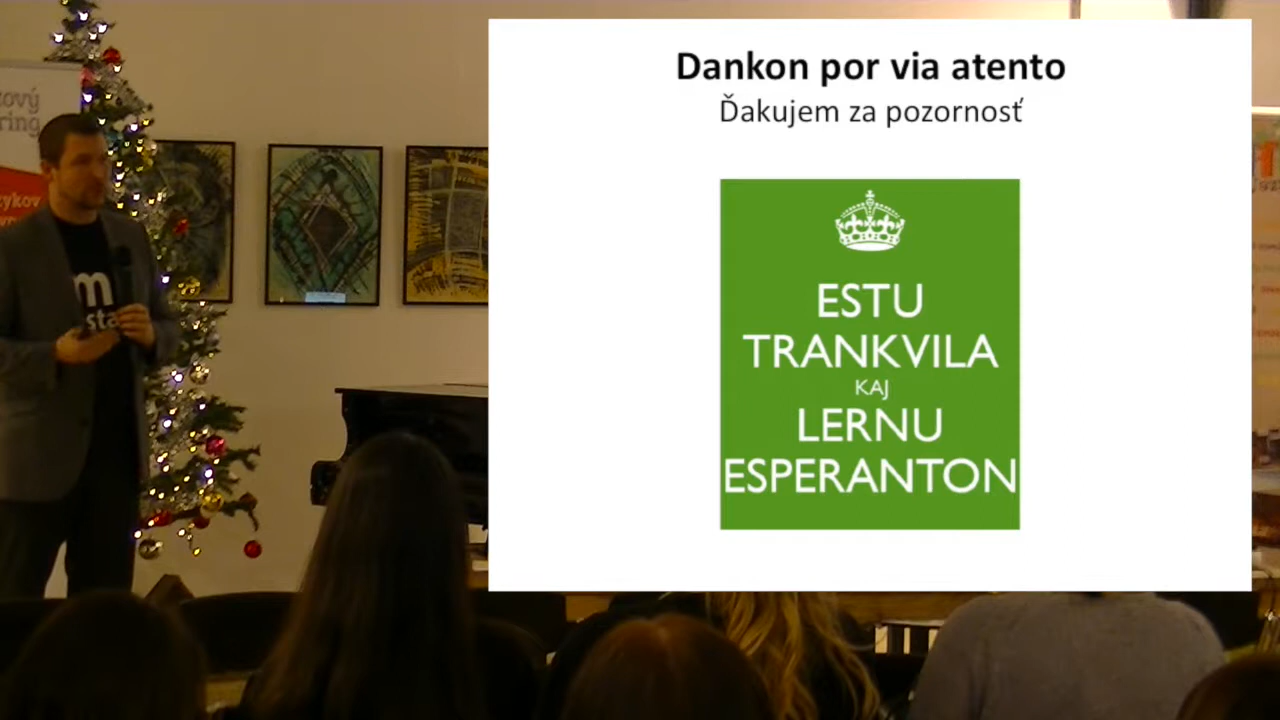 Dankon por via atento
Ďakujem za pozornosť
ESTU
TRANKVILA
KAJ
LERNU
ESPERANTON